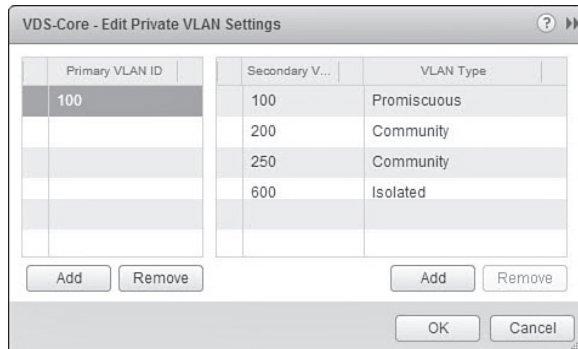 VDS-Core - Edit Private VLAN Settings ?
Primary VLAN ID
100
Secondary V... VLAN Type
100 Promiscuous
200 Community
250 Community
600 Isolated
Add Remove
Add Remove
OK Cancel